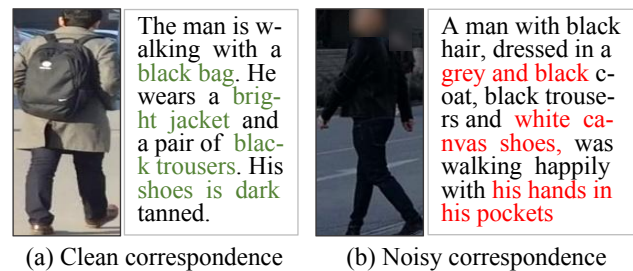 The man is w-
alking with a
black bag. He
wears a brig-
ht jacket and
a pair of blac-
k trousers. His
shoes is dark
tanned.
(a) Clean correspondence
A man with black
hair, dressed in a
grey and black c-
oat, black trouse-
rs and white ca-
nvas shoes, was
walking happily
with his hands in
his pockets
(b) Noisy correspondence